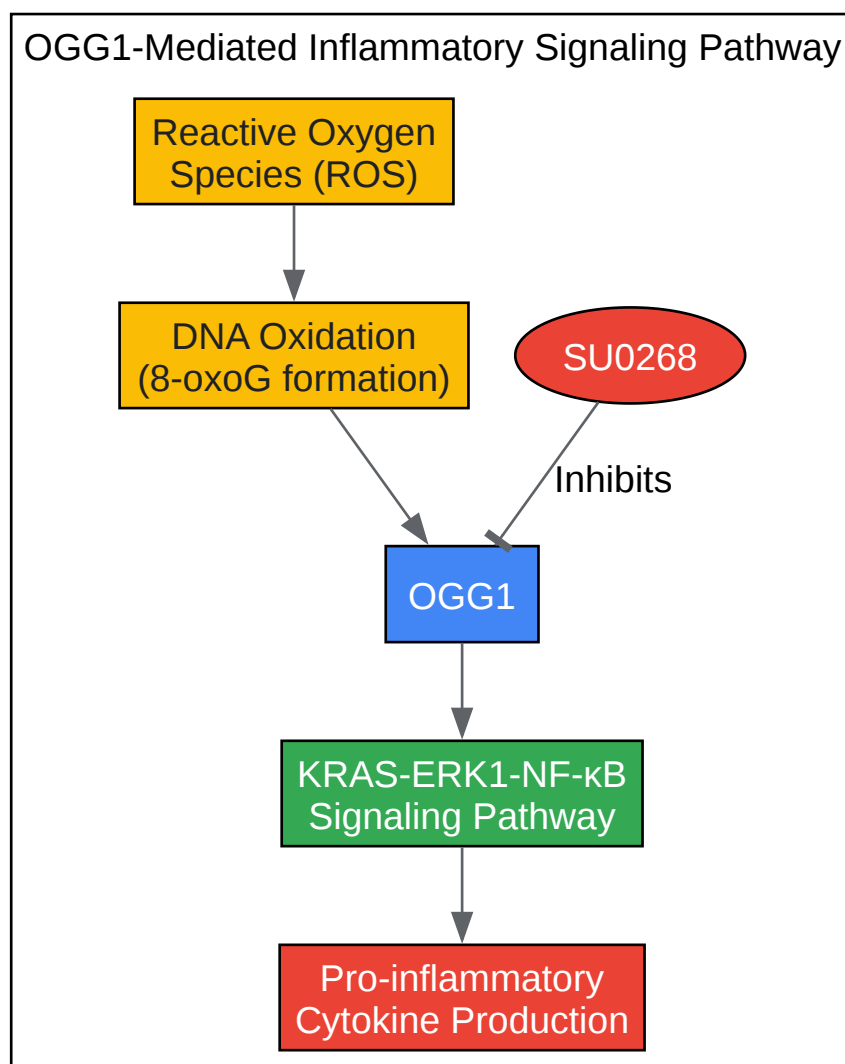 OGG1-Mediated Inflammatory Signaling Pathway
Reactive Oxygen
Species (ROS)
DNA Oxidation
(8-oxoG formation)
SU0268
Inhibits
OGG1
KRAS-ERK1-NF-κB
Signaling Pathway
Pro-inflammatory
Cytokine Production